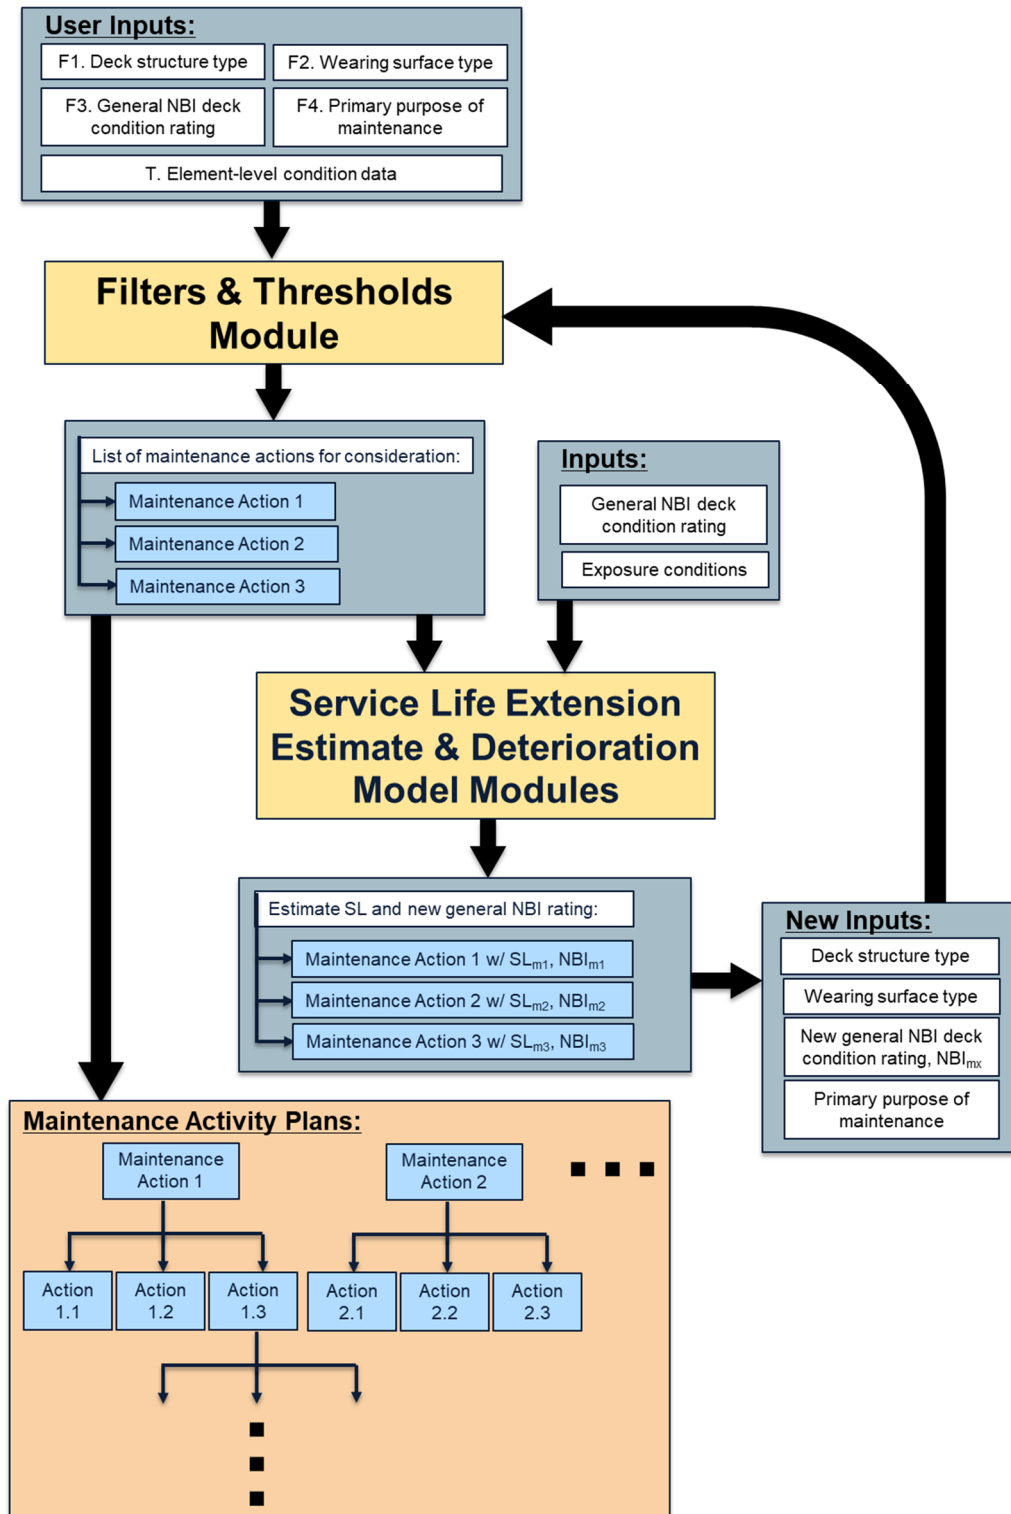 User Inputs:
F1. Deck structure type
F2. Wearing surface type
F3. General NBI deck
condition rating
F4. Primary purpose of
maintenance
T. Element-level condition data
Filters & Thresholds
Module
List of maintenance actions for consideration:
Maintenance Action 1
Maintenance Action 2
Maintenance Action 3
Inputs:
General NBI deck
condition rating
Exposure conditions
Service Life Extension
Estimate & Deterioration
Model Modules
Estimate SL and new general NBI rating:
Maintenance Action 1 w/ SLm1, NBIm1
Maintenance Action 2 w/ SLm2, NBIm2
Maintenance Action 3 w/ SLm3, NBIm3
New Inputs:
Deck structure type
Wearing surface type
New general NBI deck
condition rating, NBImx
Primary purpose of
maintenance
Maintenance Activity Plans:
Maintenance
Action 1
Maintenance
Action 2
Action
1.1
Action
1.2
Action
1.3
Action
2.1
Action
2.2
Action
2.3